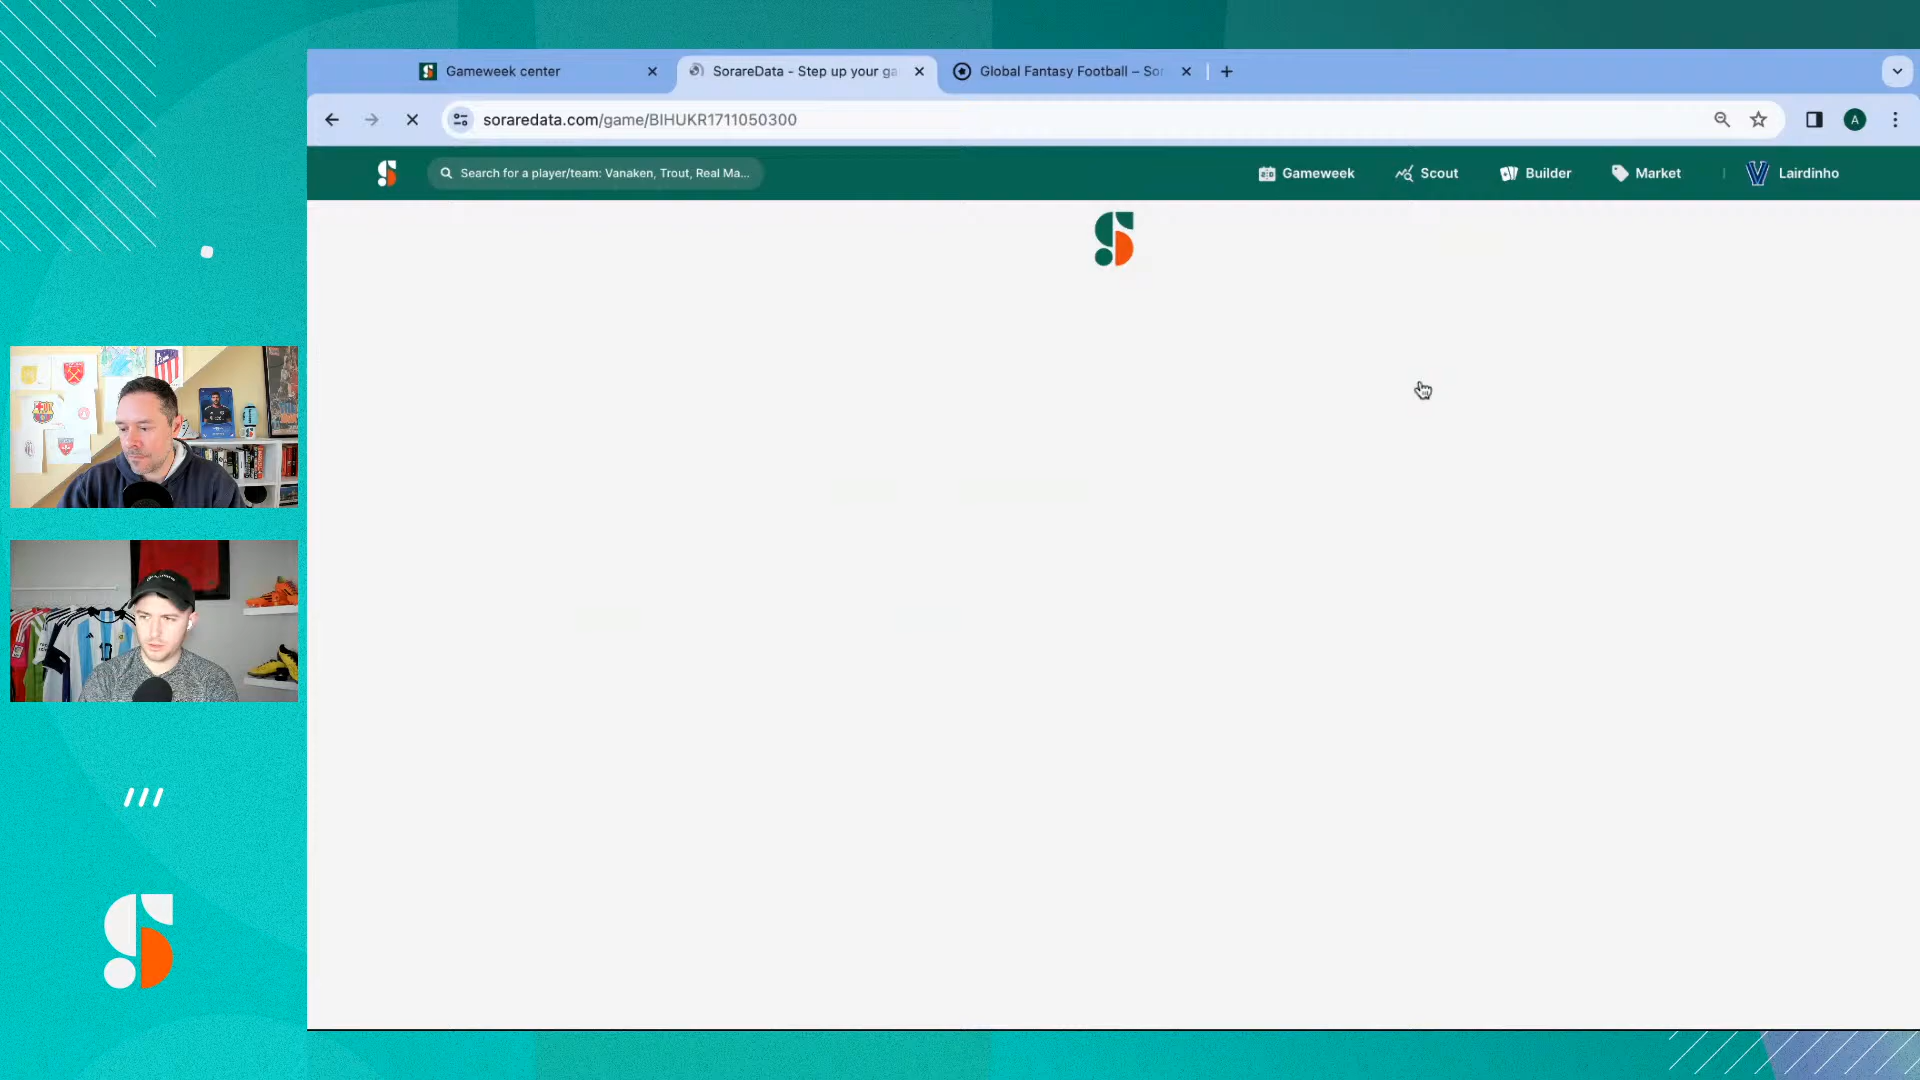 Gameweek center
SorareData - Step up your ga
Global Fantasy Football – Sor
soraredata.com/game/BIHUKR1711050300
A
Search for a player/team: Vanaken, Trout, Real Ma...
Gameweek
Scout
Builder
Market
Lairdinho